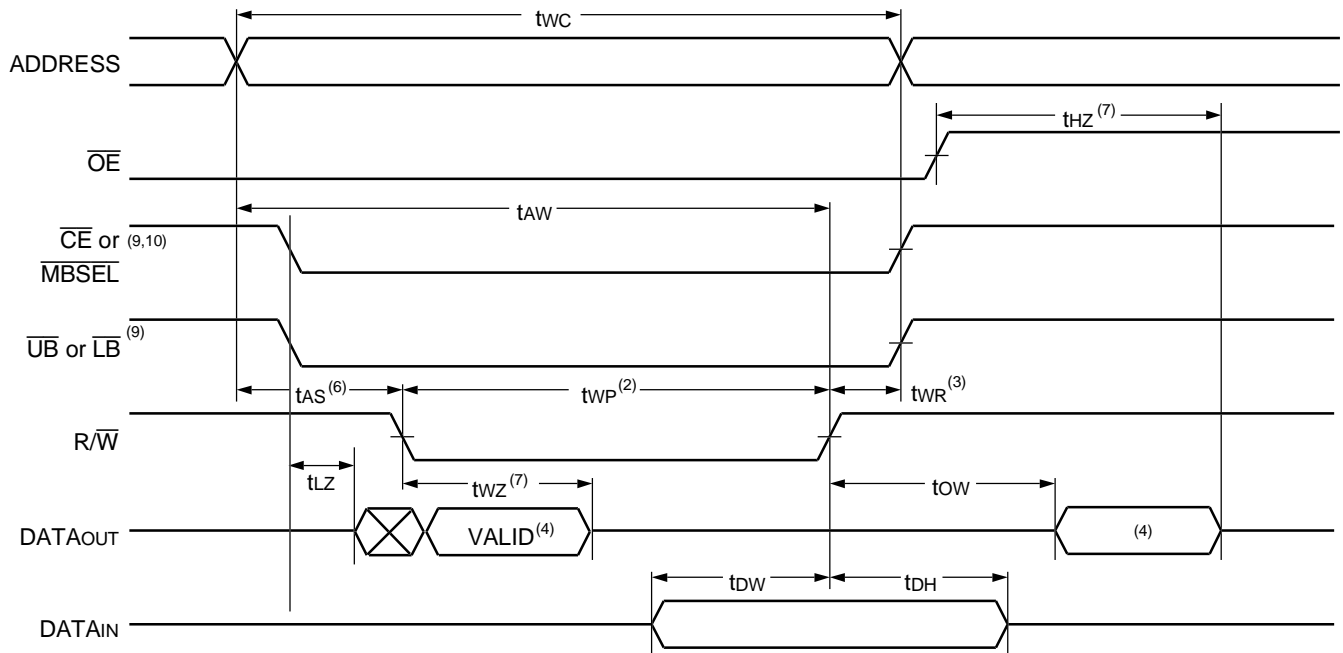 tWC
ADDRESS
tHZ (7)
OE
tAW
CE or (9,10)
MBSEL
UB or LB (9)
tAS (6)
tWP (2)
tWR (3)
R/W
tLZ
tWZ (7)
tOW
DATAOUT
VALID (4)
(4)
tDW
tDH
DATAIN